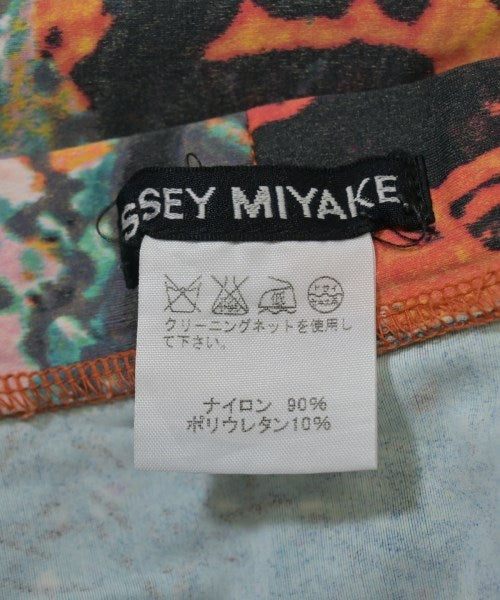 SSEY MIYAKE
低
クリーニングネットを使用し
て下さい。
ナイロン 90%
ポリウレタン10%